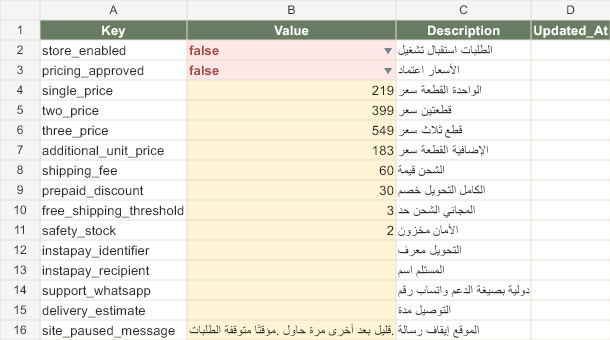 A B C D
1 Key Value Description Updated_At
2 store_enabled false الطلبات استقبال تشغيل
3 pricing_approved false الأسعار اعتماد
4 single_price 219 الواحدة القطعة سعر
5 two_price 399 قطعتين سعر
6 three_price 549 قطع ثلاث سعر
7 additional_unit_price 183 الإضافية القطعة سعر
8 shipping_fee 60 الشحن قيمة
9 prepaid_discount 30 الكامل التحويل خصم
10 free_shipping_threshold 3 المجاني الشحن حد
11 safety_stock 2 الأمان مخزون
12 instapay_identifier التحويل معرف
13 instapay_recipient المستلم اسم
14 support_whatsapp دولية بصيغة الدعم واتساب رقم
15 delivery_estimate التوصيل مدة
16 site_paused_message .قليل بعد أخرى مرة حاول .مؤقتًا متوقفة الطلبات الموقع إيقاف رسالة